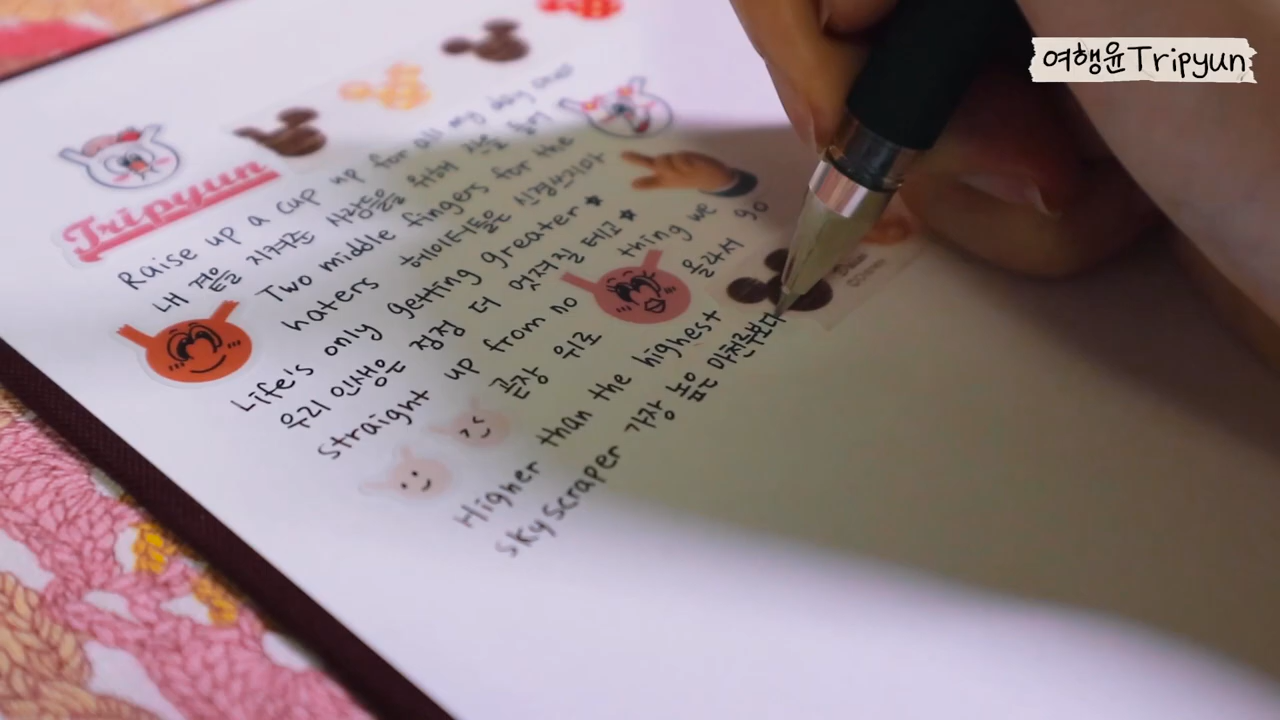 여행윤Tripyun
Tripyun
Raise up a cup up for all my day ones
내 곁을 지켜준 사람들을 위해 잔을 들어
Two middle fingers for the
haters 헤이터들은 신경쓰지마
Life's only getting greater★
우리 인생은 점점 더 멋져질 테고★
straight up from no thing we go
곧장 위로 올라서
Higher than the highest
skyscraper 가장 높은 마천루보다